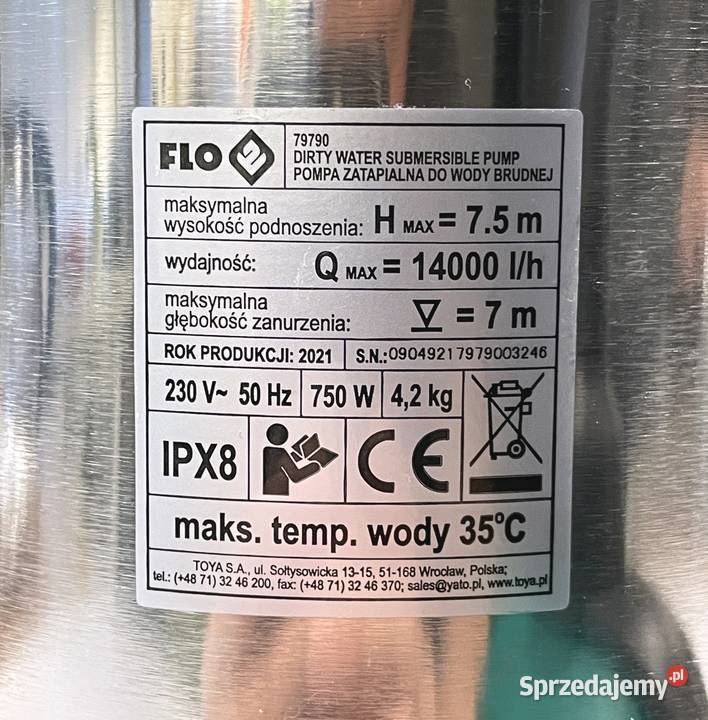 FLO
79790
DIRTY WATER SUBMERSIBLE PUMP
POMPA ZATAPIALNA DO WODY BRUDNEJ
maksymalna
wysokość podnoszenia: H MAX = 7.5 m
wydajność: Q MAX = 14000 l/h
maksymalna
głębokość zanurzenia: = 7 m
ROK PRODUKCJI: 2021 S.N.:09049217979003246
230 V~ 50 Hz 750 W 4,2 kg
IPX8 CE
maks. temp. wody 35°C
TOYA S.A., ul. Sołtysowicka 13-15, 51-168 Wrocław, Polska;
tel.: (+48 71) 32 46 200, fax: (+48 71) 32 46 370; sales@yato.pl, www.toya.pl
Sprzedajemy.pl